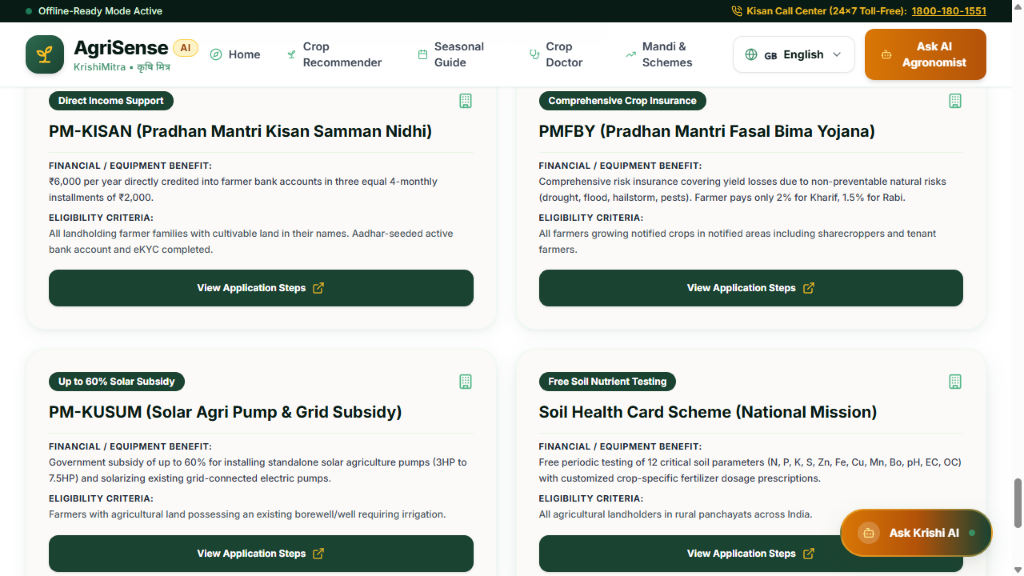 Offline-Ready Mode Active
Kisan Call Center (24×7 Toll-Free): 1800-180-1551
AgriSense AI
KrishiMitra • कृषि मित्र
Home
Crop Recommender
Seasonal Guide
Crop Doctor
Mandi & Schemes
GB English
Ask AI Agronomist
Direct Income Support
PM-KISAN (Pradhan Mantri Kisan Samman Nidhi)
FINANCIAL / EQUIPMENT BENEFIT:
₹6,000 per year directly credited into farmer bank accounts in three equal 4-monthly
installments of ₹2,000.
ELIGIBILITY CRITERIA:
All landholding farmer families with cultivable land in their names. Aadhar-seeded active
bank account and eKYC completed.
View Application Steps
Comprehensive Crop Insurance
PMFBY (Pradhan Mantri Fasal Bima Yojana)
FINANCIAL / EQUIPMENT BENEFIT:
Comprehensive risk insurance covering yield losses due to non-preventable natural risks
(drought, flood, hailstorm, pests). Farmer pays only 2% for Kharif, 1.5% for Rabi.
ELIGIBILITY CRITERIA:
All farmers growing notified crops in notified areas including sharecroppers and tenant
farmers.
View Application Steps
Up to 60% Solar Subsidy
PM-KUSUM (Solar Agri Pump & Grid Subsidy)
FINANCIAL / EQUIPMENT BENEFIT:
Government subsidy of up to 60% for installing standalone solar agriculture pumps (3HP to
7.5HP) and solarizing existing grid-connected electric pumps.
ELIGIBILITY CRITERIA:
Farmers with agricultural land possessing an existing borewell/well requiring irrigation.
View Application Steps
Free Soil Nutrient Testing
Soil Health Card Scheme (National Mission)
FINANCIAL / EQUIPMENT BENEFIT:
Free periodic testing of 12 critical soil parameters (N, P, K, S, Zn, Fe, Cu, Mn, Bo, pH, EC, OC)
with customized crop-specific fertilizer dosage prescriptions.
ELIGIBILITY CRITERIA:
All agricultural landholders in rural panchayats across India.
View Application Steps
Ask Krishi AI